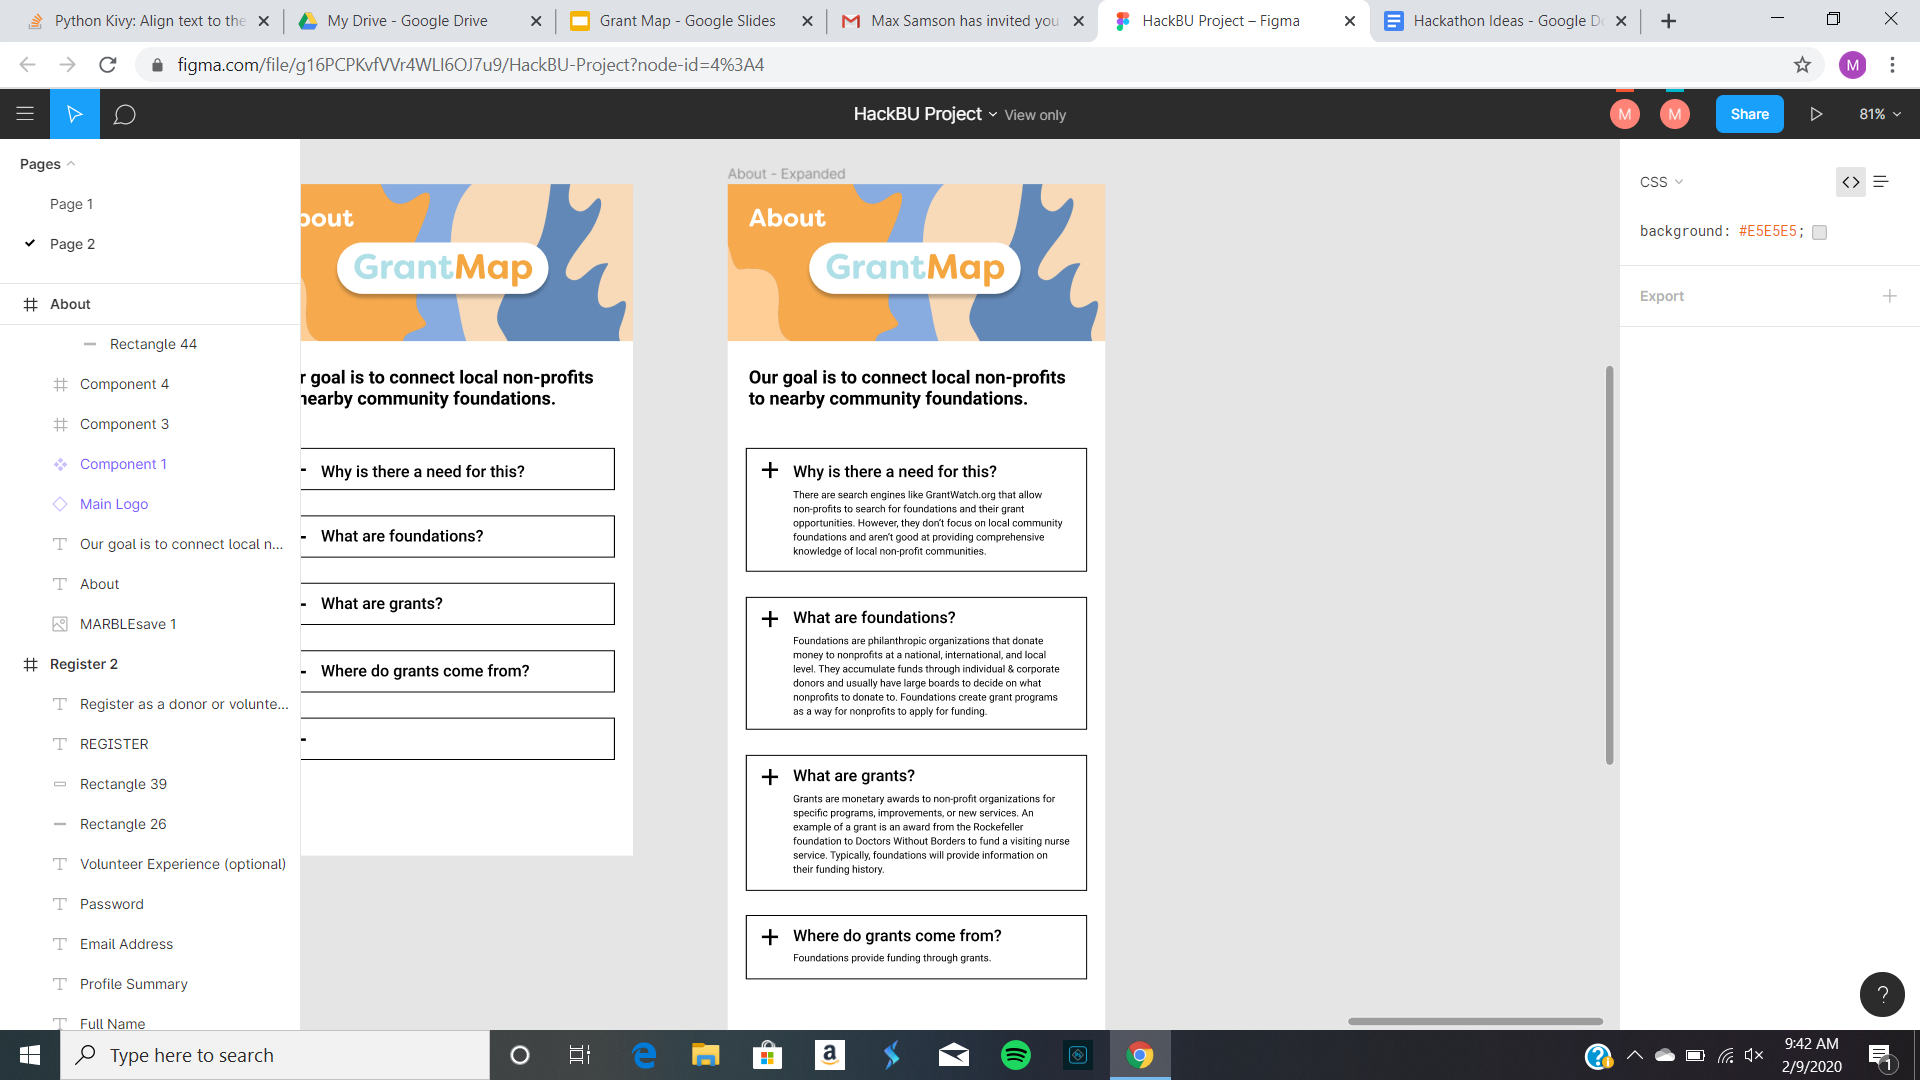 Python Kivy: Align text to the
My Drive - Google Drive
Grant Map - Google Slides
Max Samson has invited you
HackBU Project – Figma
Hackathon Ideas - Google Do
figma.com/file/g16PCPKvfVVr4WLI6OJ7u9/HackBU-Project?node-id=4%3A4
M
HackBU Project
View only
M
M
Share
81%
Pages
Page 1
Page 2
About
Rectangle 44
Component 4
Component 3
Component 1
Main Logo
Our goal is to connect local n...
About
MARBLEsave 1
Register 2
Register as a donor or volunte...
REGISTER
Rectangle 39
Rectangle 26
Volunteer Experience (optional)
Password
Email Address
Profile Summary
Full Name
bout
GrantMap
r goal is to connect local non-profits
nearby community foundations.
Why is there a need for this?
What are foundations?
What are grants?
Where do grants come from?
About - Expanded
About
GrantMap
Our goal is to connect local non-profits
to nearby community foundations.
Why is there a need for this?
There are search engines like GrantWatch.org that allow
non-profits to search for foundations and their grant
opportunities. However, they don't focus on local community
foundations and aren't good at providing comprehensive
knowledge of local non-profit communities.
What are foundations?
Foundations are philanthropic organizations that donate
money to nonprofits at a national, international, and local
level. They accumulate funds through individual & corporate
donors and usually have large boards to decide on what
nonprofits to donate to. Foundations create grant programs
as a way for nonprofits to apply for funding.
What are grants?
Grants are monetary awards to non-profit organizations for
specific programs, improvements, or new services. An
example of a grant is an award from the Rockefeller
foundation to Doctors Without Borders to fund a visiting nurse
service. Typically, foundations will provide information on
their funding history.
Where do grants come from?
Foundations provide funding through grants.
CSS
background: #E5E5E5;
Export
?
Type here to search
9:42 AM
2/9/2020
1